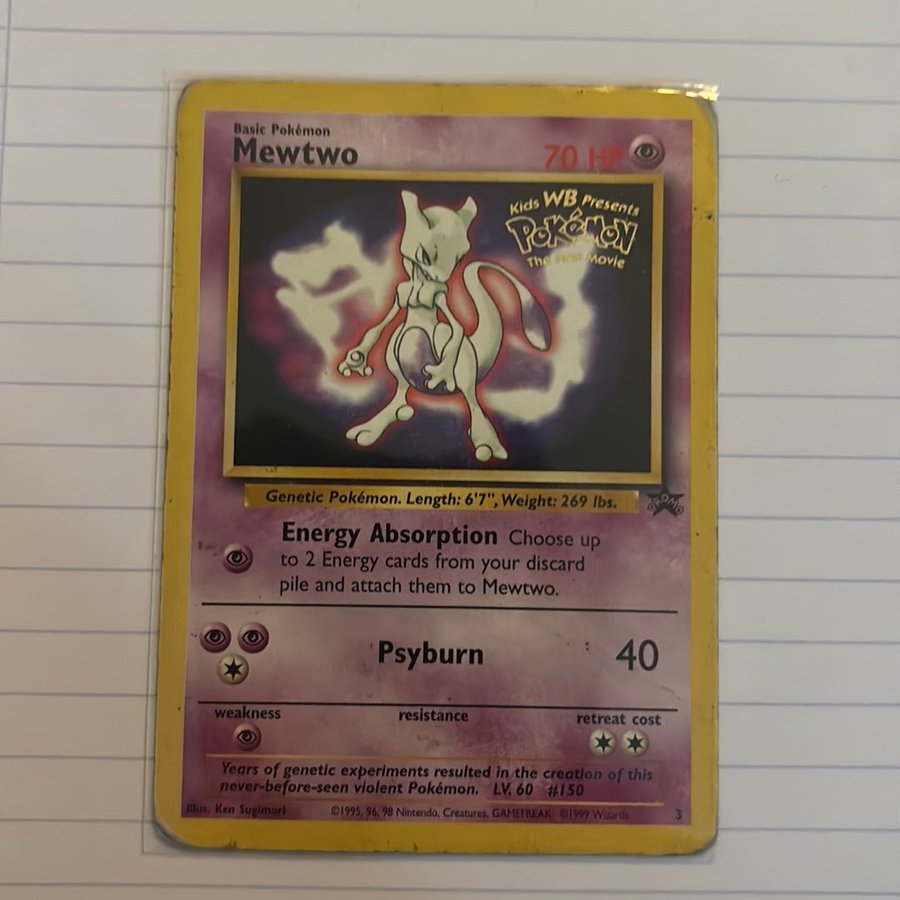 Basic Pokémon
Mewtwo
70 HP
Kids WB Presents
POKéMON
The First Movie
Genetic Pokémon. Length: 6'7", Weight: 269 lbs.
PROMO
Energy Absorption Choose up
to 2 Energy cards from your discard
pile and attach them to Mewtwo.
Psyburn 40
weakness resistance retreat cost
Years of genetic experiments resulted in the creation of this
never-before-seen violent Pokémon. LV. 60 #150
Illus. Ken Sugimori ©1995, 96, 98 Nintendo, Creatures, GAMEFREAK. ©1999 Wizards. 3